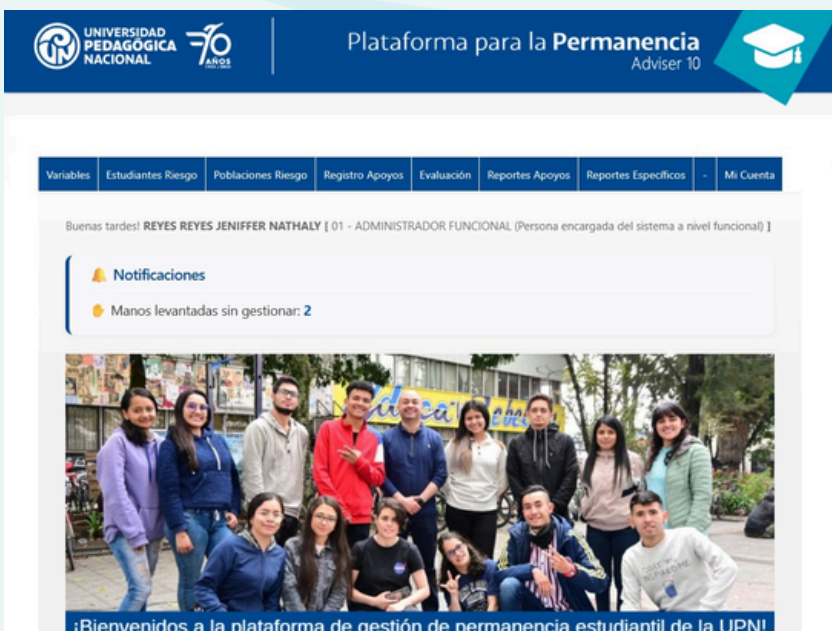 UNIVERSIDAD
PEDAGÓGICA
NACIONAL
70
AÑOS
Plataforma para la Permanencia
Adviser 10
Variables Estudiantes Riesgo Poblaciones Riesgo Registro Apoyos Evaluación Reportes Apoyos Reportes Específicos - Mi Cuenta
Buenas tardes! REYES REYES JENIFFER NATHALY [ 01 - ADMINISTRADOR FUNCIONAL (Persona encargada del sistema a nivel funcional) ]
Notificaciones
Manos levantadas sin gestionar: 2
¡Bienvenidos a la plataforma de gestión de permanencia estudiantil de la UPN!